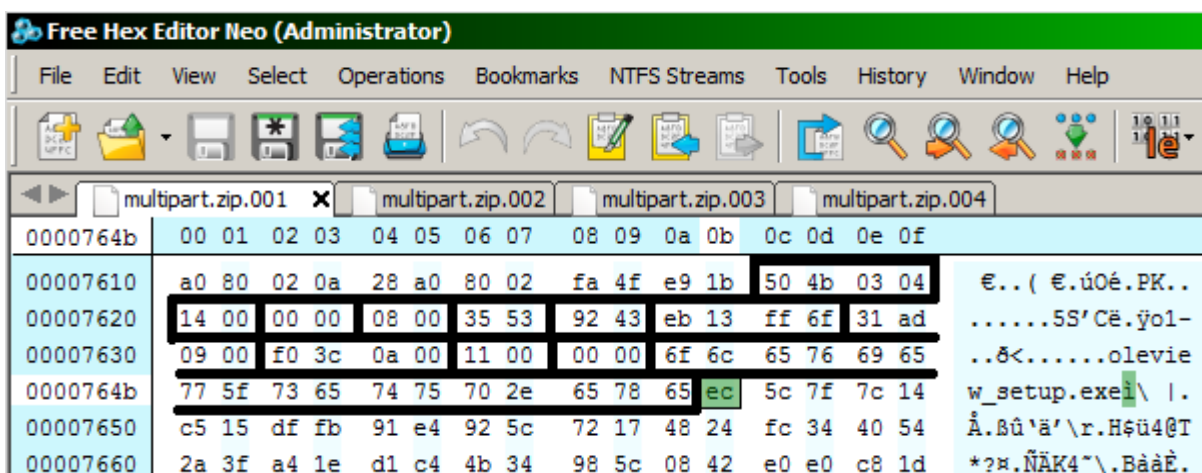 Free Hex Editor Neo (Administrator)
File Edit View Select Operations Bookmarks NTFS Streams Tools History Window Help
multipart.zip.001 X multipart.zip.002 multipart.zip.003 multipart.zip.004
0000764b 00 01 02 03 04 05 06 07 08 09 0a 0b 0c 0d 0e 0f
00007610 a0 80 02 0a 28 a0 80 02 fa 4f e9 1b 50 4b 03 04 €..( €.úOé.PK..
00007620 14 00 00 00 08 00 35 53 92 43 eb 13 ff 6f 31 ad ......5S’Cë.ÿo1-
00007630 09 00 f0 3c 0a 00 11 00 00 00 6f 6c 65 76 69 65 ..ð<......olevie
0000764b 77 5f 73 65 74 75 70 2e 65 78 65 ec 5c 7f 7c 14 w_setup.exeì\ |.
00007650 c5 15 df fb 91 e4 92 5c 72 17 48 24 fc 34 40 54 Å.ßû‘ä’\r.H$ü4@T
00007660 2a 3f a4 1e d1 c4 4b 34 98 5c 08 42 e0 e0 c8 1d *?¤.ÑÄK4˜\.BààÈ.